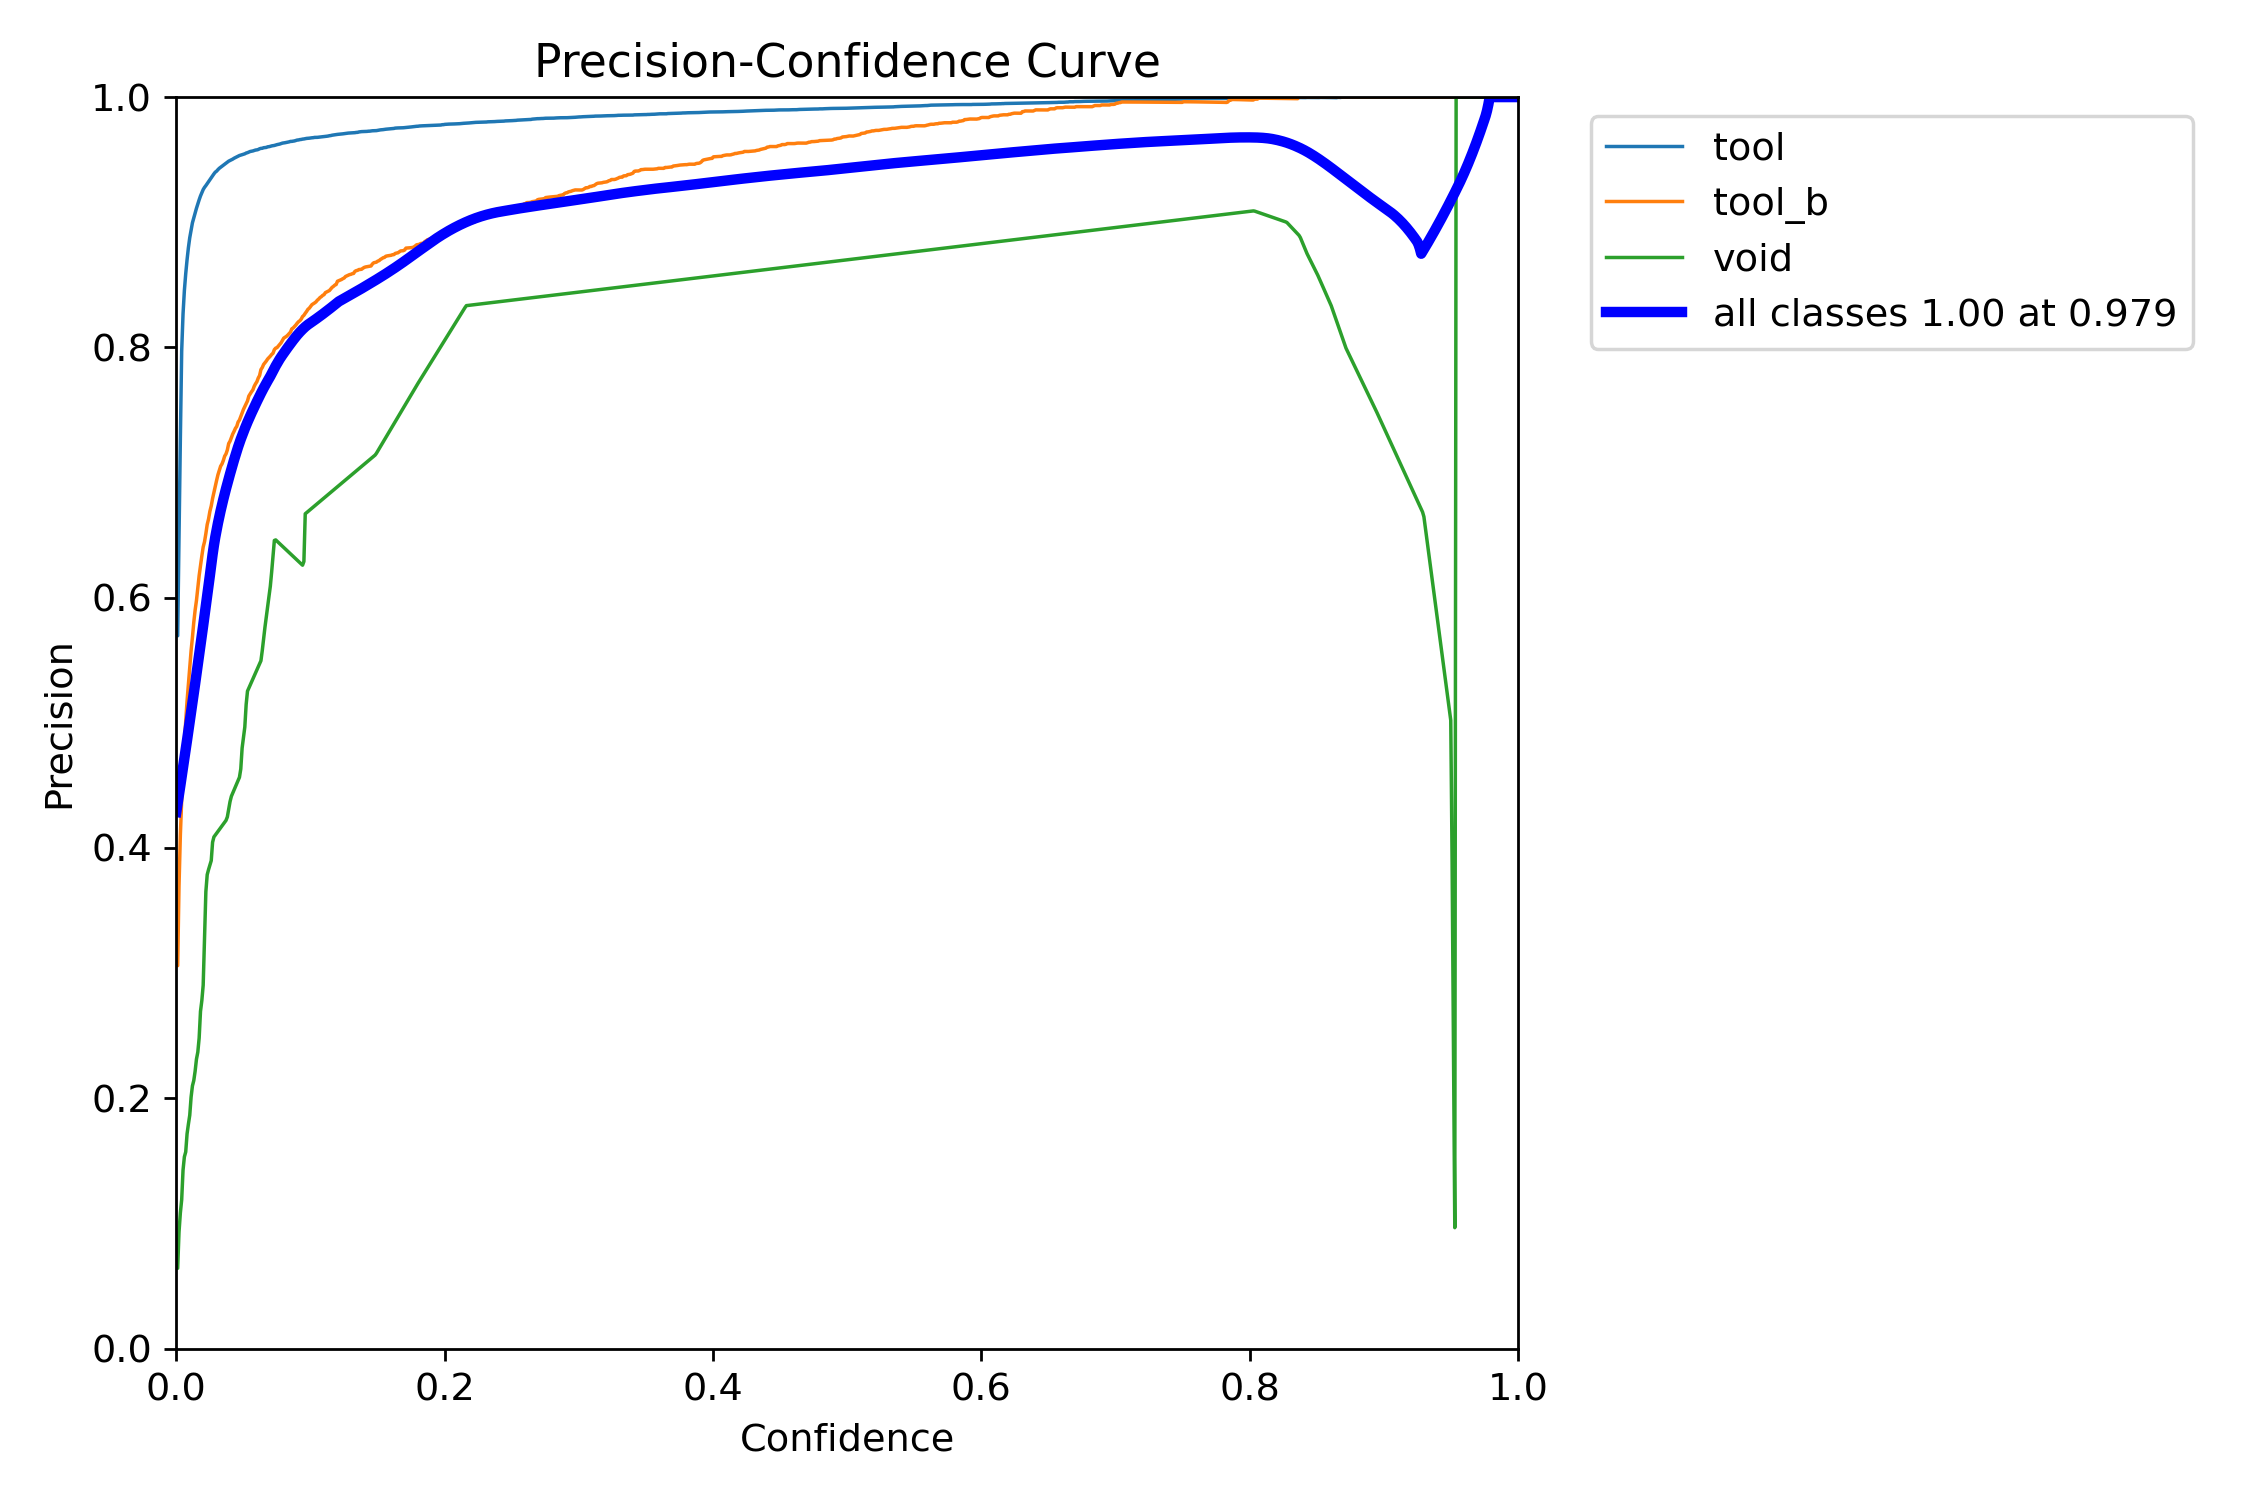 Precision-Confidence Curve
1.0
0.8
0.6
0.4
0.2
0.0
Precision
0.0 0.2 0.4 0.6 0.8 1.0
Confidence
tool
tool_b
void
all classes 1.00 at 0.979